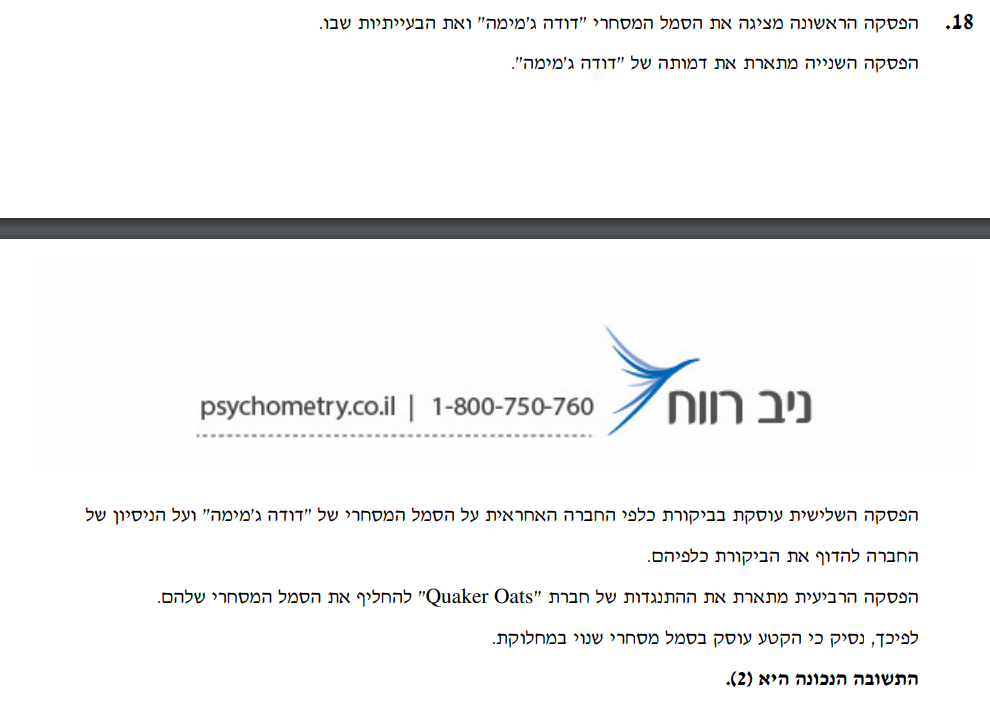 18. הפסקה הראשונה מציגה את הסמל המסחרי "דודה ג'מימה" ואת הבעייתיות שבו.
הפסקה השנייה מתארת את דמותה של "דודה ג'מימה".
ניב רווח
psychometry.co.il | 1-800-750-760
הפסקה השלישית עוסקת בביקורת כלפי החברה האחראית על הסמל המסחרי של "דודה ג'מימה" ועל הניסיון של
החברה להדוף את הביקורת כלפיהם.
הפסקה הרביעית מתארת את ההתנגדות של חברת "Quaker Oats" להחליף את הסמל המסחרי שלהם.
לפיכך, נסיק כי הקטע עוסק בסמל מסחרי שנוי במחלוקת.
התשובה הנכונה היא (2).